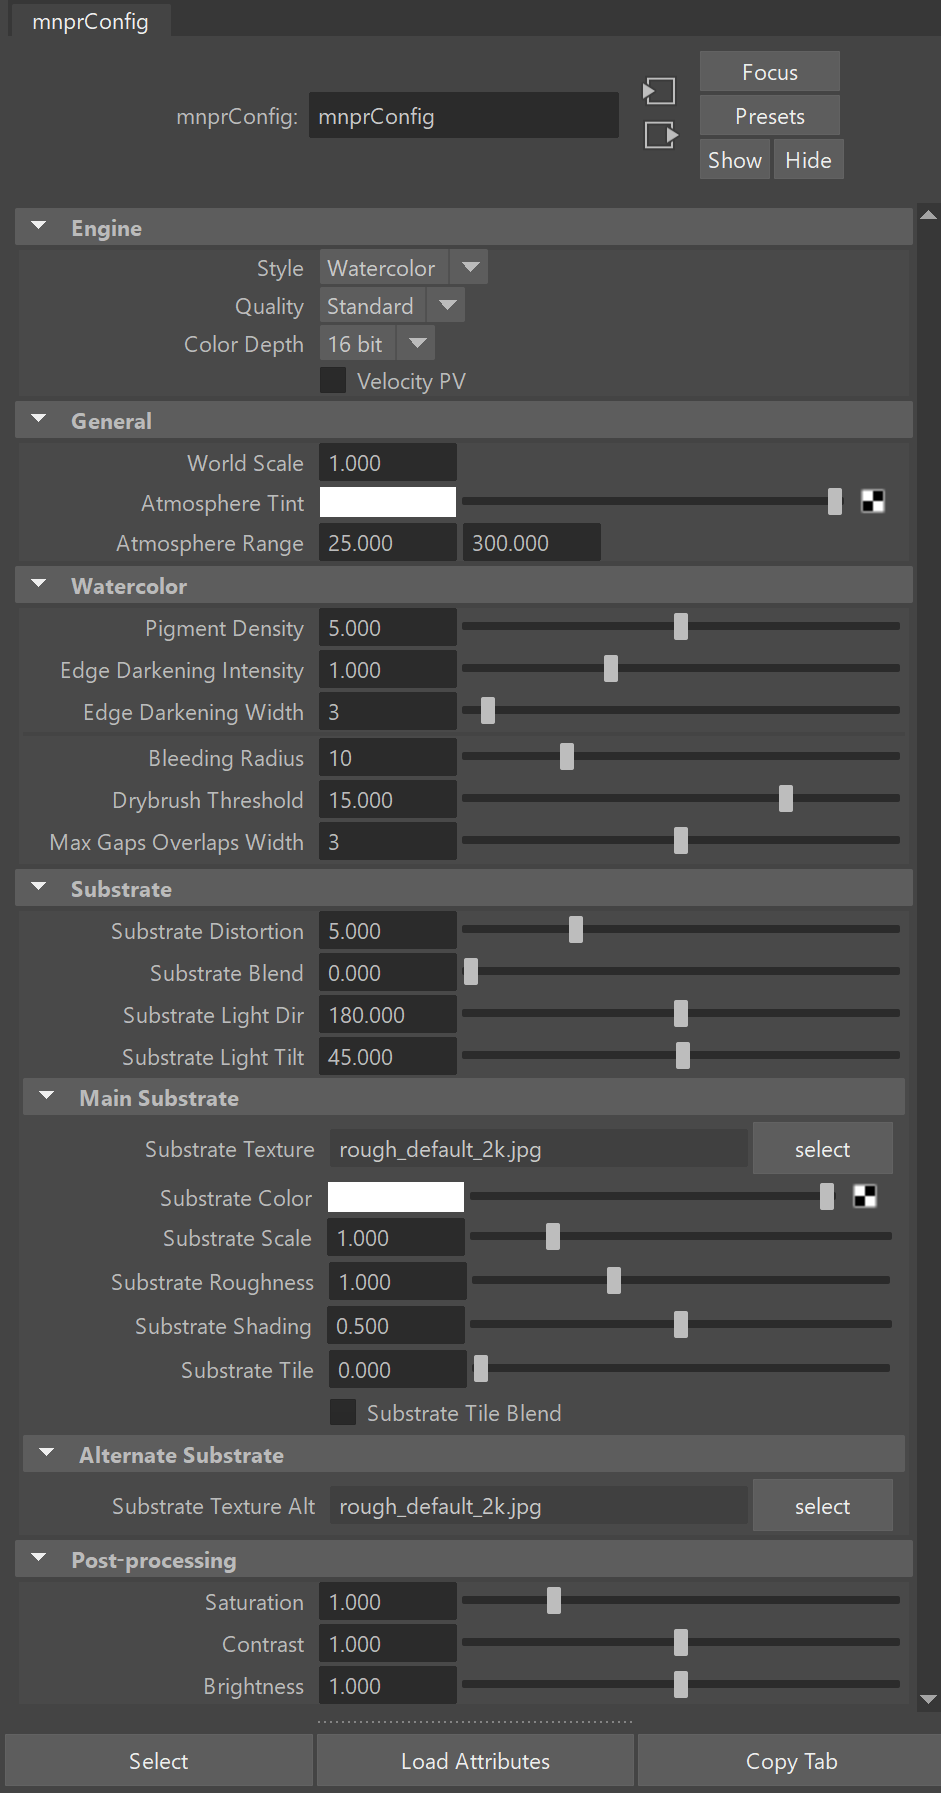 mnprConfig
Focus
mnprConfig: mnprConfig
Presets
Show Hide
Engine
Style Watercolor
Quality Standard
Color Depth 16 bit
Velocity PV
General
World Scale 1.000
Atmosphere Tint
Atmosphere Range 25.000 300.000
Watercolor
Pigment Density 5.000
Edge Darkening Intensity 1.000
Edge Darkening Width 3
Bleeding Radius 10
Drybrush Threshold 15.000
Max Gaps Overlaps Width 3
Substrate
Substrate Distortion 5.000
Substrate Blend 0.000
Substrate Light Dir 180.000
Substrate Light Tilt 45.000
Main Substrate
Substrate Texture rough_default_2k.jpg select
Substrate Color
Substrate Scale 1.000
Substrate Roughness 1.000
Substrate Shading 0.500
Substrate Tile 0.000
Substrate Tile Blend
Alternate Substrate
Substrate Texture Alt rough_default_2k.jpg select
Post-processing
Saturation 1.000
Contrast 1.000
Brightness 1.000
Select Load Attributes Copy Tab